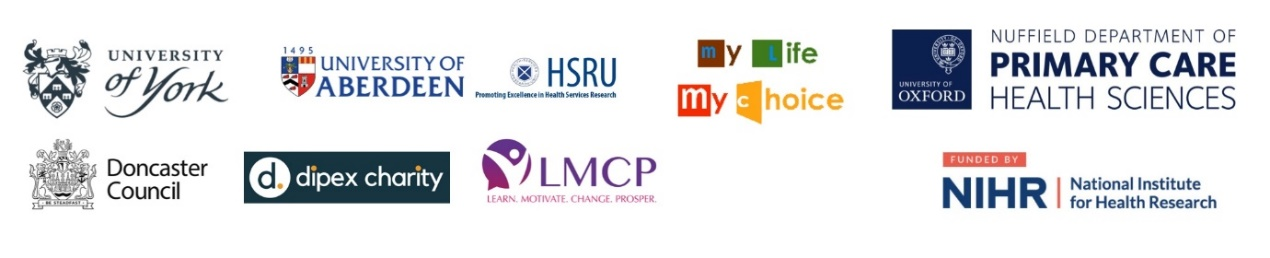 UNIVERSITY
of York
1495
UNIVERSITY OF
ABERDEEN
HSRU
Promoting Excellence in Health Services Research
my Life
my choice
UNIVERSITY OF
OXFORD
NUFFIELD DEPARTMENT OF
PRIMARY CARE
HEALTH SCIENCES
BE STEADFAST
Doncaster
Council
d. dipex charity
LMCP
LEARN. MOTIVATE. CHANGE. PROSPER.
FUNDED BY
NIHR
National Institute
for Health Research